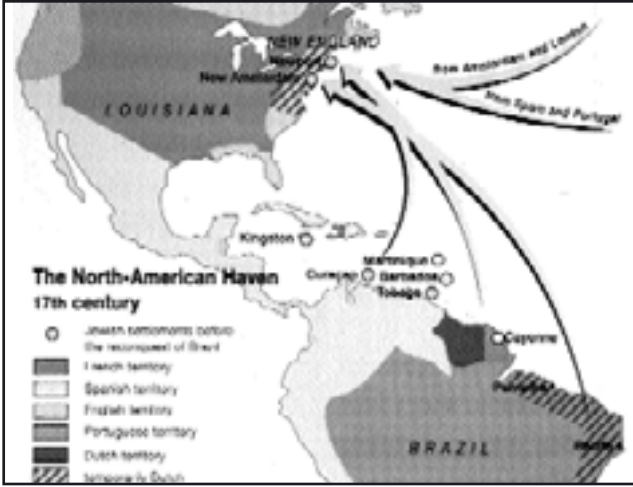 NEW ENGLAND
Newport
New Amsterdam
from Amsterdam and London
from Spain and Portugal
LOUISIANA
Kingston
Martinique
Curaçao
Barbados
Tobago
Cayenne
BRAZIL
The North-American Haven
17th century
Jewish settlements before
the reconquest of Brazil
French territory
Spanish territory
English territory
Portuguese territory
Dutch territory
temporarily Dutch